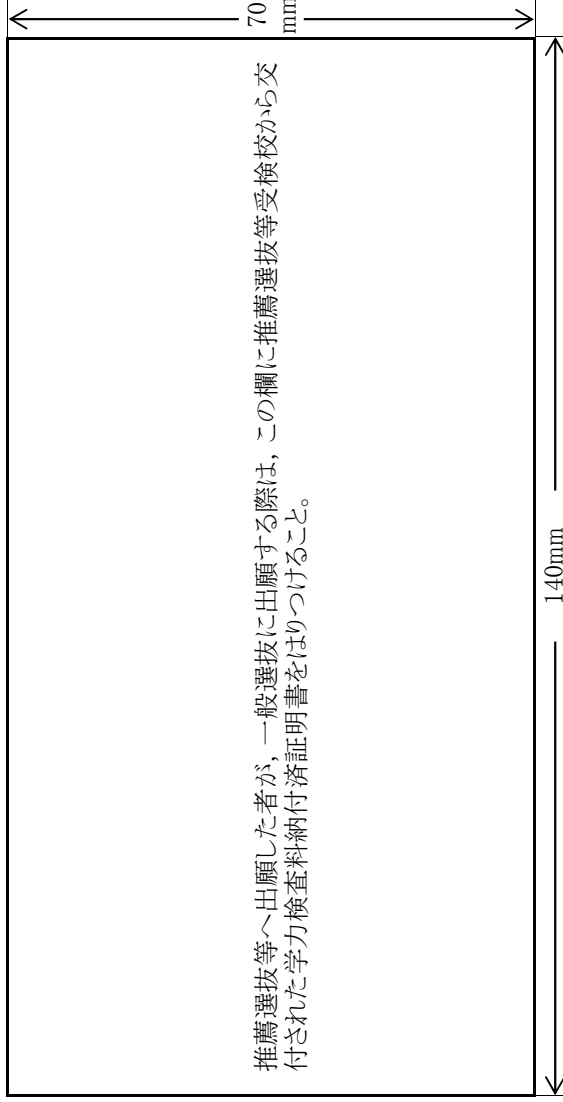 推薦選抜等へ出願した者が，一般選抜に出願する際は，この欄に推薦選抜等受検校から交
付された学力検査料納付済証明書をはりつけること。
140mm
70
mm